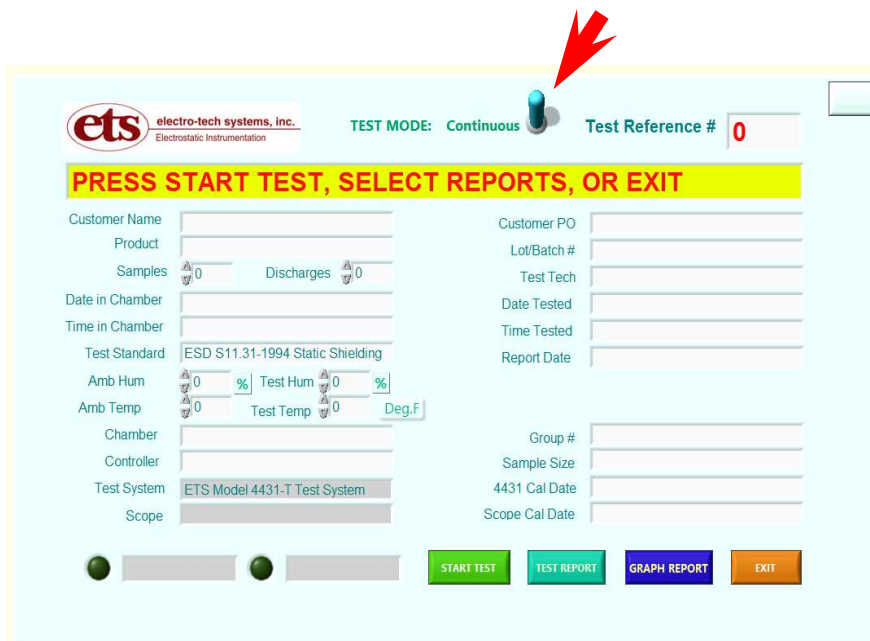 ets electro-tech systems, inc.
Electrostatic Instrumentation
TEST MODE: Continuous
Test Reference # 0
PRESS START TEST, SELECT REPORTS, OR EXIT
Customer Name
Product
Samples 0 Discharges 0
Date in Chamber
Time in Chamber
Test Standard ESD S11.31-1994 Static Shielding
Amb Hum 0 % Test Hum 0 %
Amb Temp 0 Test Temp 0 Deg.F
Chamber
Controller
Test System ETS Model 4431-T Test System
Scope
Customer PO
Lot/Batch #
Test Tech
Date Tested
Time Tested
Report Date
Group #
Sample Size
4431 Cal Date
Scope Cal Date
START TEST TEST REPORT GRAPH REPORT EXIT